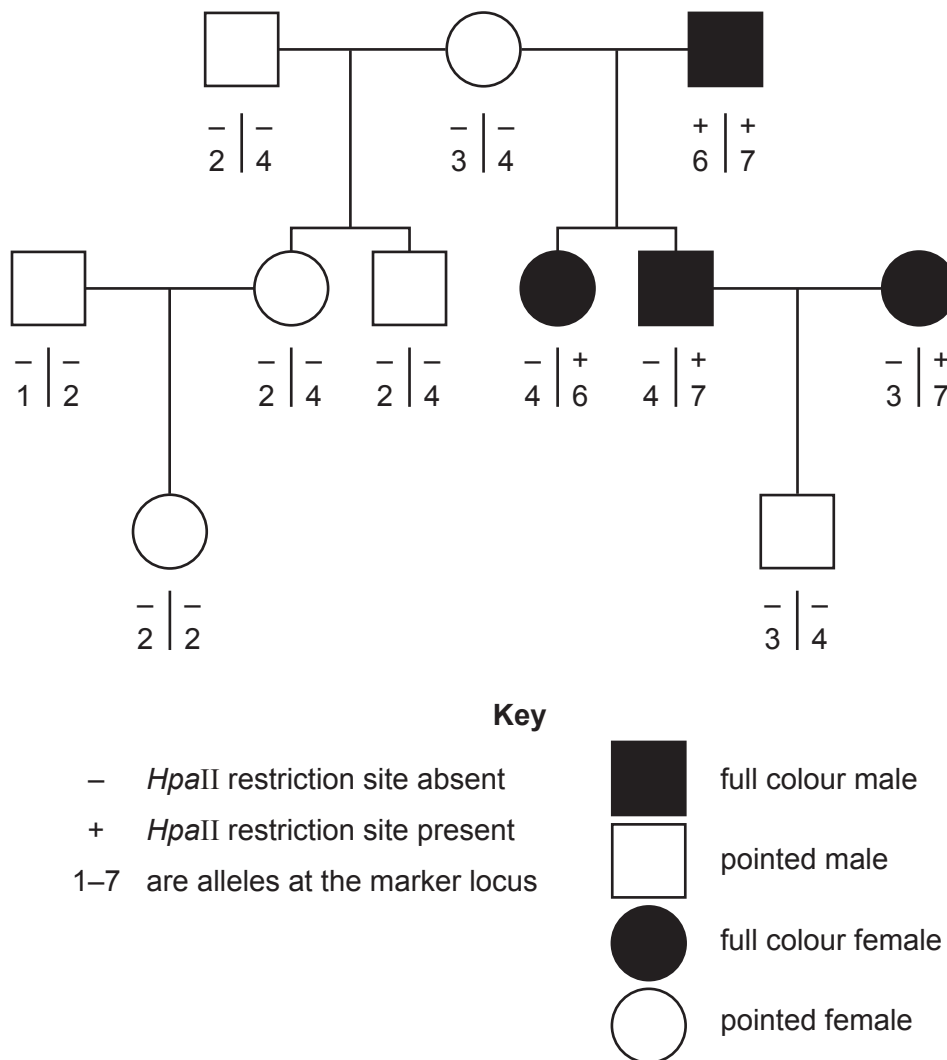 – | – – | – + | +
2 | 4 3 | 4 6 | 7
– | – – | – – | – – | + – | + – | +
1 | 2 2 | 4 2 | 4 4 | 6 4 | 7 3 | 7
– | – – | –
2 | 2 3 | 4
Key
– HpaII restriction site absent
+ HpaII restriction site present
1–7 are alleles at the marker locus
full colour male
pointed male
full colour female
pointed female